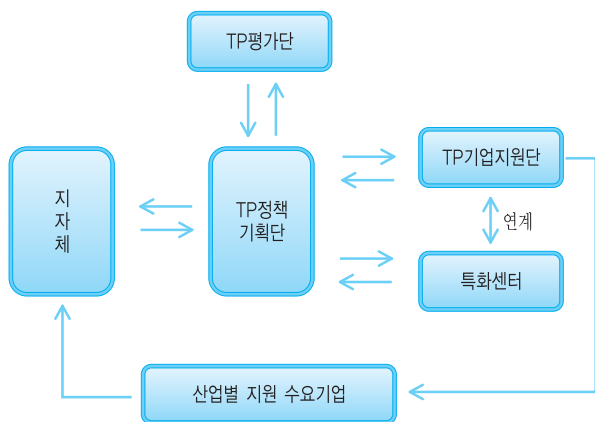 TP평가단
지
자
체
TP정책
기획단
TP기업지원단
연계
특화센터
산업별 지원 수요기업